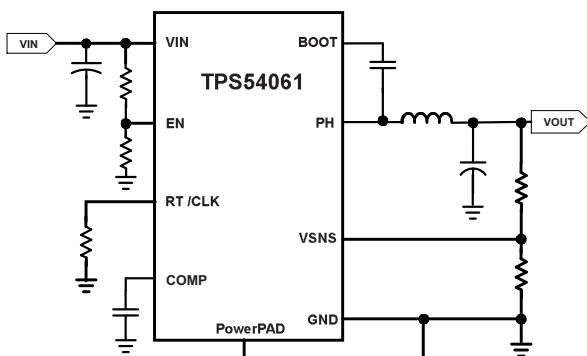 VIN
VIN
BOOT
TPS54061
EN
PH
VOUT
RT /CLK
VSNS
COMP
GND
PowerPAD